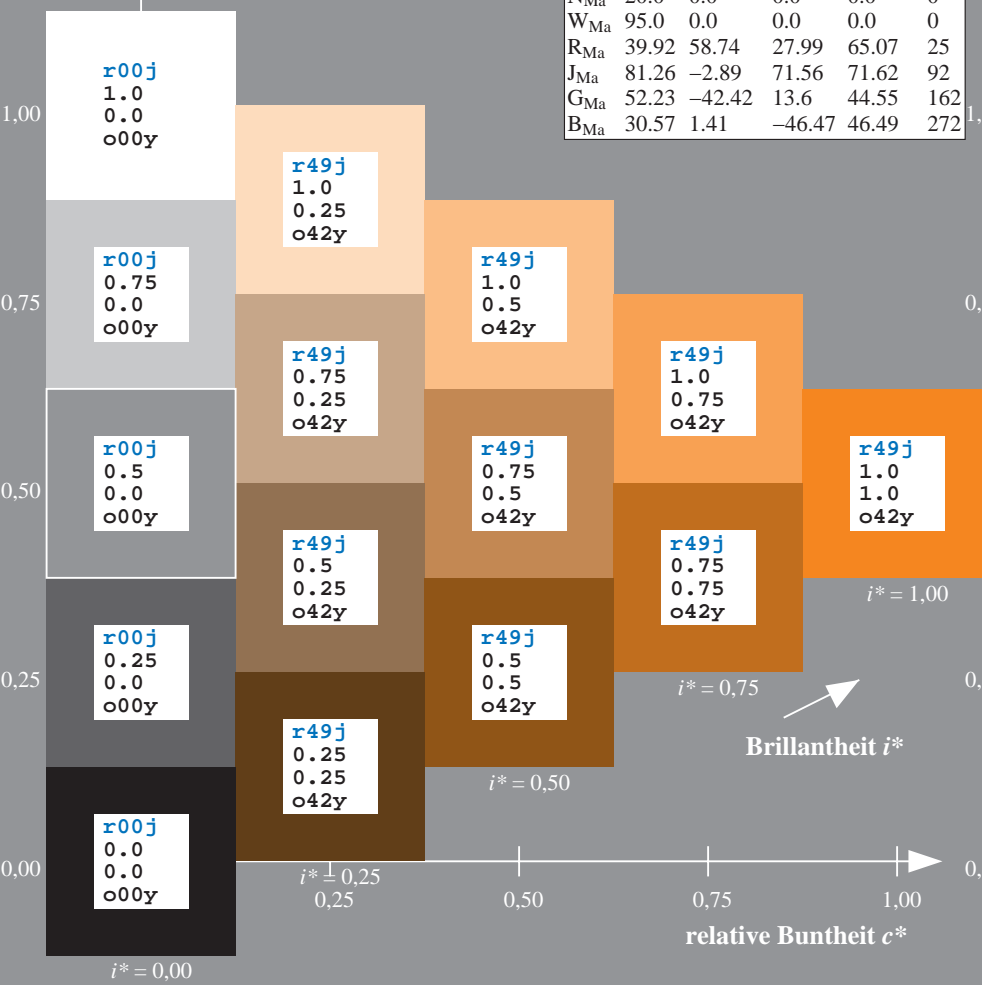 W Ma 95.0 0.0 0.0 0.0 0
R Ma 39.92 58.74 27.99 65.07 25
J Ma 81.26 −2.89 71.56 71.62 92
G Ma 52.23 −42.42 13.6 44.55 162
B Ma 30.57 1.41 −46.47 46.49 272
r00j
1.0
0.0
o00y
1,00
r49j
1.0
0.25
o42y
r00j
0.75
0.0
o00y
r49j
1.0
0.5
o42y
0,75
r49j
0.75
0.25
o42y
r49j
1.0
0.75
o42y
r00j
0.5
0.0
o00y
r49j
0.75
0.5
o42y
r49j
1.0
1.0
o42y
0,50
r49j
0.5
0.25
o42y
r49j
0.75
0.75
o42y
i* = 1,00
r00j
0.25
0.0
o00y
r49j
0.5
0.5
o42y
0,25
i* = 0,75
r49j
0.25
0.25
o42y
Brillantheit i*
i* = 0,50
r00j
0.0
0.0
o00y
0,00
i* = 0,25
0,25 0,50 0,75 1,00
relative Buntheit c*
i* = 0,00